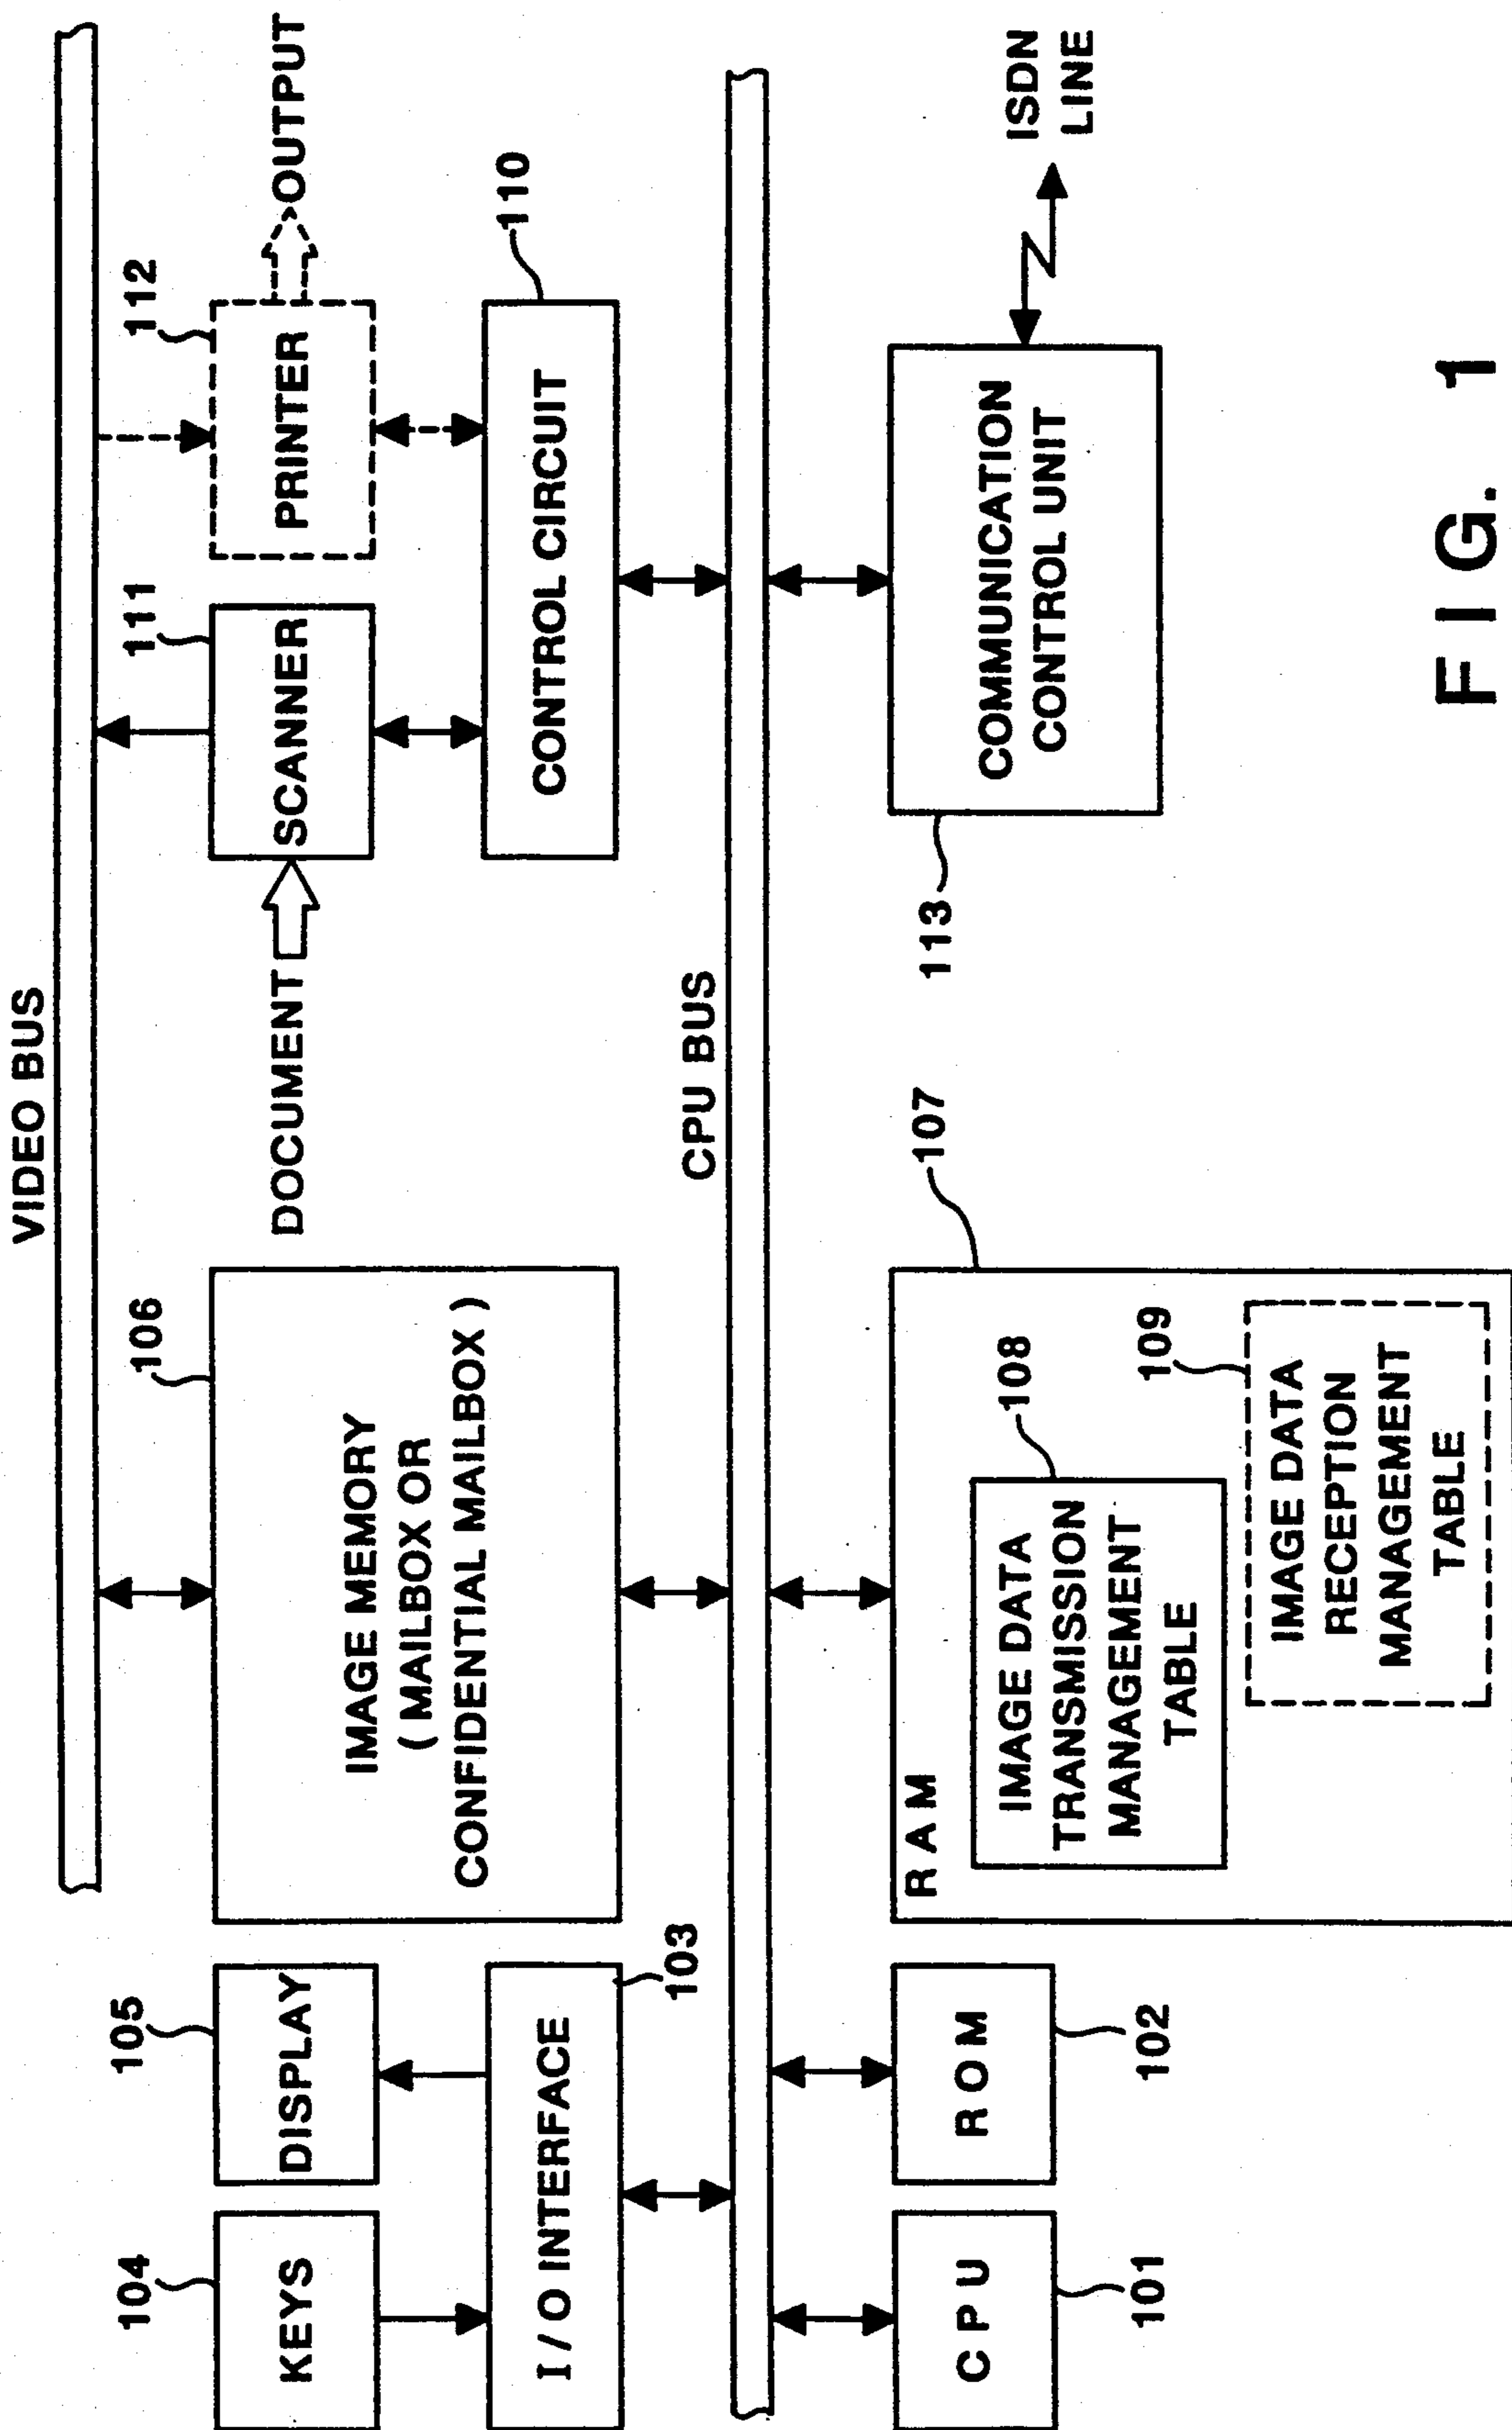 VIDEO BUS
104
KEYS
105
DISPLAY
I/O INTERFACE
103
106
IMAGE MEMORY
( MAILBOX OR
CONFIDENTIAL MAILBOX )
DOCUMENT
111
SCANNER
112
PRINTER
OUTPUT
CONTROL CIRCUIT
110
CPU BUS
CPU
101
ROM
102
RAM
107
108
IMAGE DATA
TRANSMISSION
MANAGEMENT
TABLE
109
IMAGE DATA
RECEPTION
MANAGEMENT
TABLE
113
COMMUNICATION
CONTROL UNIT
ISDN
LINE
FIG. 1